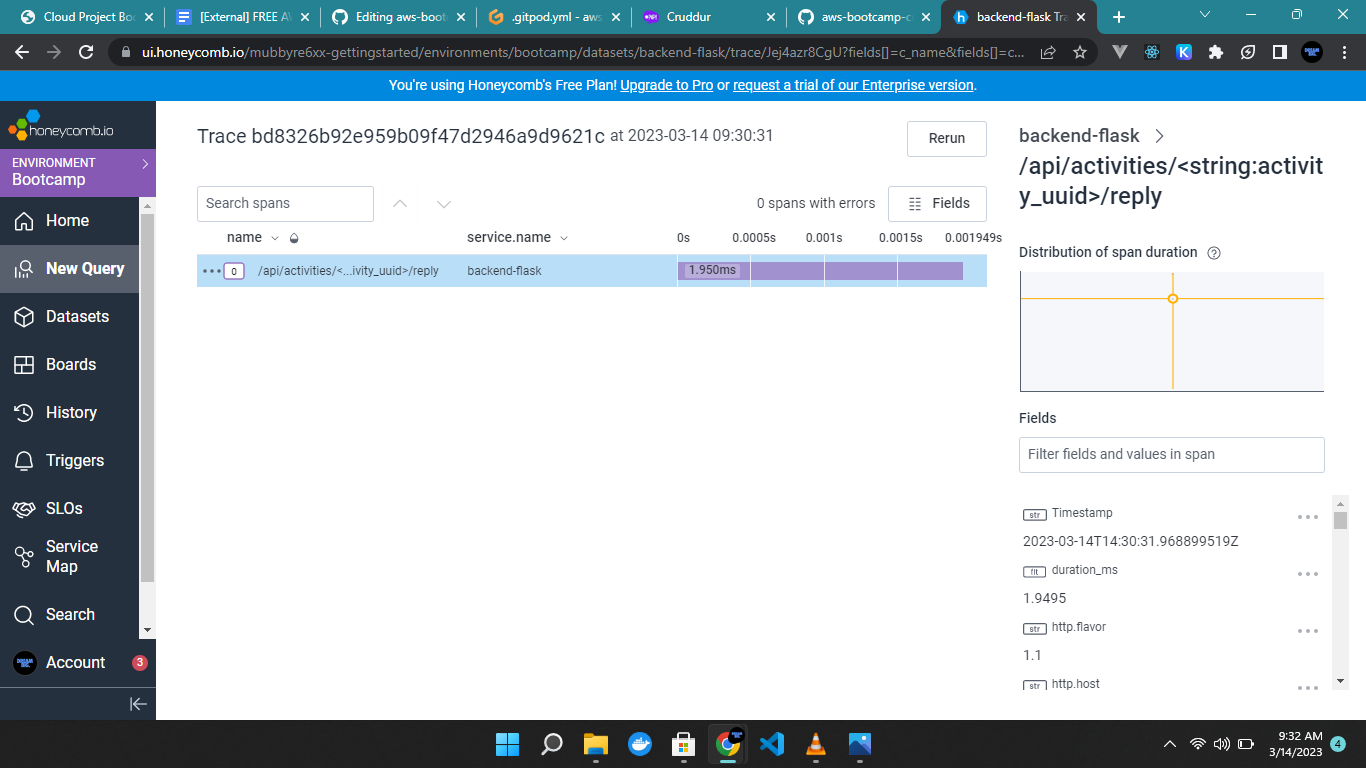 Cloud Project Boo
[External] FREE AW
Editing aws-boot
.gitpod.yml - aws
Cruddur
aws-bootcamp-c
backend-flask Tra
ui.honeycomb.io/mubbyre6xx-gettingstarted/environments/bootcamp/datasets/backend-flask/trace/Jej4azr8CgU?fields[]=c_name&fields[]=c...
You're using Honeycomb's Free Plan! Upgrade to Pro or request a trial of our Enterprise version.
honeycomb.io
ENVIRONMENT
Bootcamp
Home
New Query
Datasets
Boards
History
Triggers
SLOs
Service
Map
Search
Account 3
Trace bd8326b92e959b09f47d2946a9d9621c at 2023-03-14 09:30:31
Rerun
Search spans
0 spans with errors
Fields
name service.name 0s 0.0005s 0.001s 0.0015s 0.001949s
0 /api/activities/<...ivity_uuid>/reply backend-flask 1.950ms
backend-flask
/api/activities/<string:activit
y_uuid>/reply
Distribution of span duration
Fields
Filter fields and values in span
str Timestamp
2023-03-14T14:30:31.968899519Z
flt duration_ms
1.9495
str http.flavor
1.1
str http.host
9:32 AM
3/14/2023
4